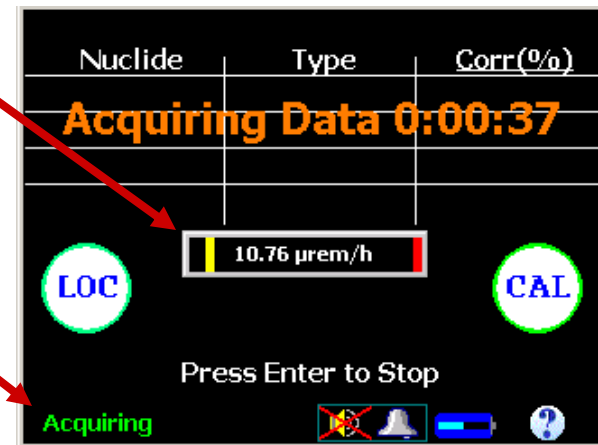 Nuclide Type Corr(%)
Acquiring Data 0:00:37
10.76 µrem/h
LOC CAL
Press Enter to Stop
Acquiring ?